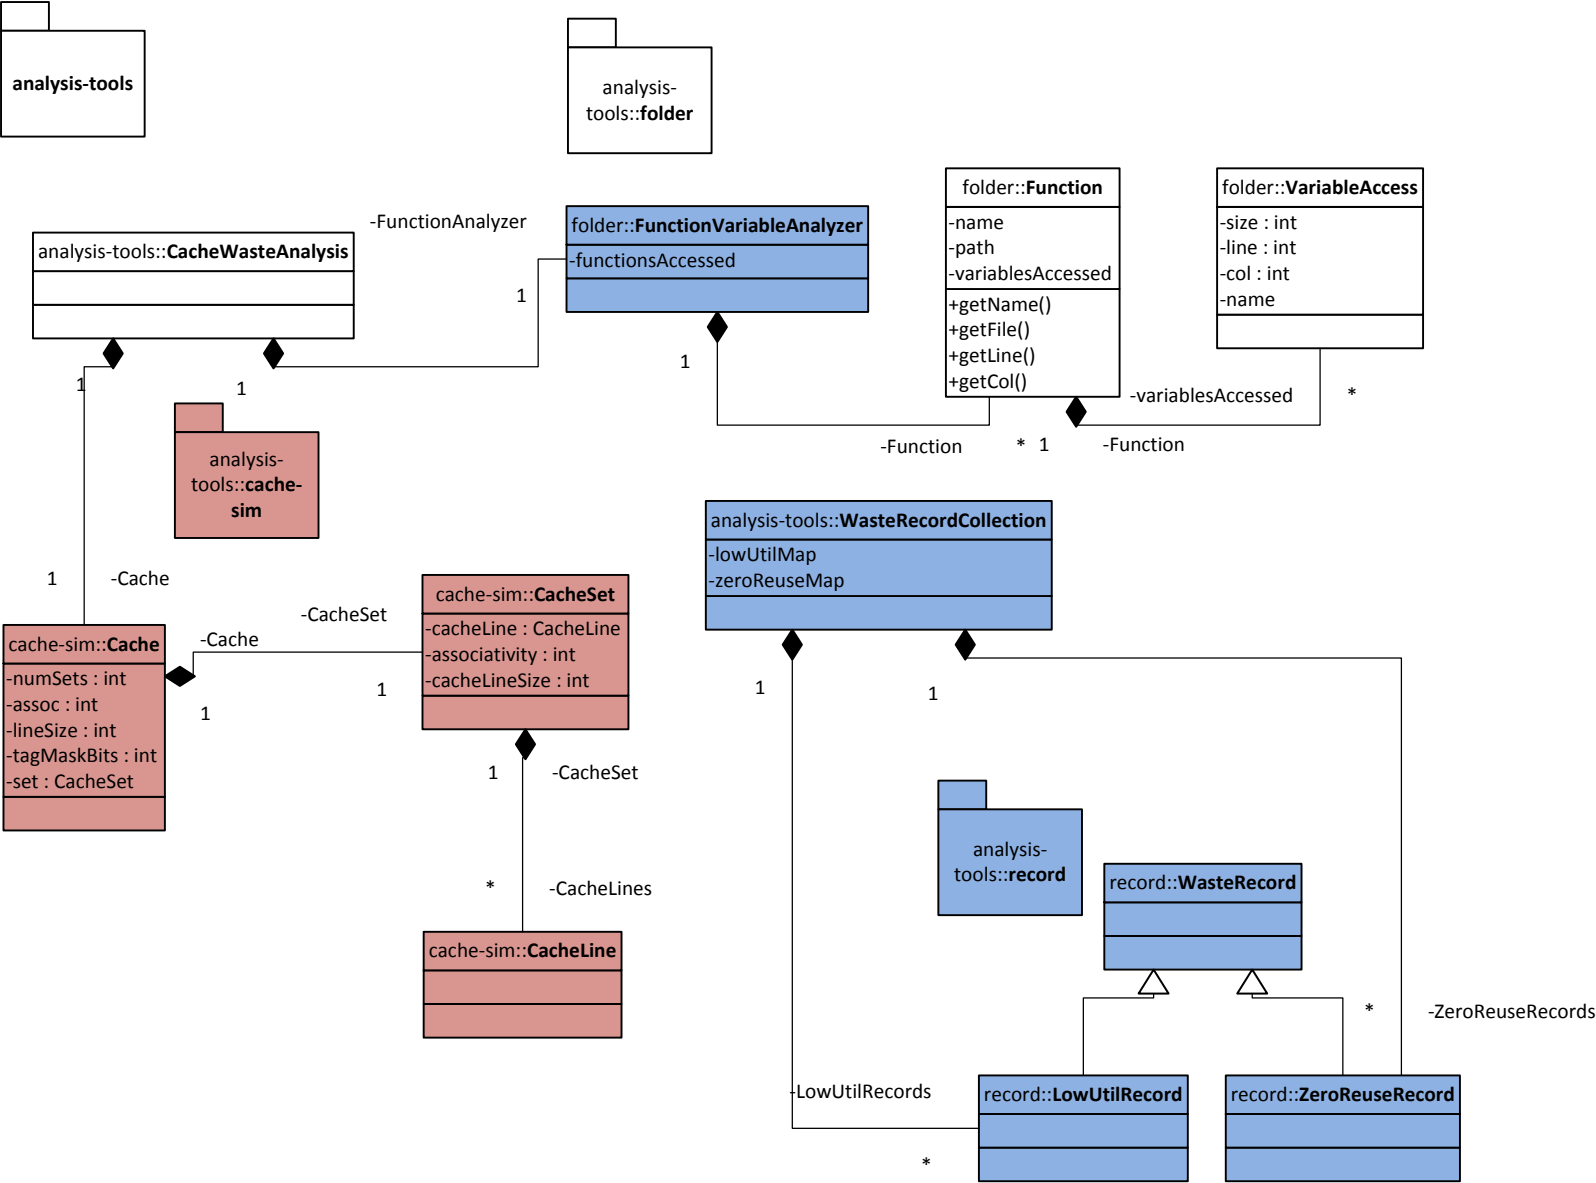 analysis-tools
analysis-
tools::folder
analysis-tools::CacheWasteAnalysis
-FunctionAnalyzer
1
1
1
folder::FunctionVariableAnalyzer
-functionsAccessed
1
-Function
*
folder::Function
-name
-path
-variablesAccessed
+getName()
+getFile()
+getLine()
+getCol()
1
-Function
-variablesAccessed
*
folder::VariableAccess
-size : int
-line : int
-col : int
-name
analysis-
tools::cache-
sim
1
-Cache
cache-sim::Cache
-numSets : int
-assoc : int
-lineSize : int
-tagMaskBits : int
-set : CacheSet
-Cache
1
-CacheSet
1
cache-sim::CacheSet
-cacheLine : CacheLine
-associativity : int
-cacheLineSize : int
1
-CacheSet
*
-CacheLines
cache-sim::CacheLine
analysis-tools::WasteRecordCollection
-lowUtilMap
-zeroReuseMap
1
1
analysis-
tools::record
record::WasteRecord
*
-ZeroReuseRecords
-LowUtilRecords
*
record::LowUtilRecord
record::ZeroReuseRecord